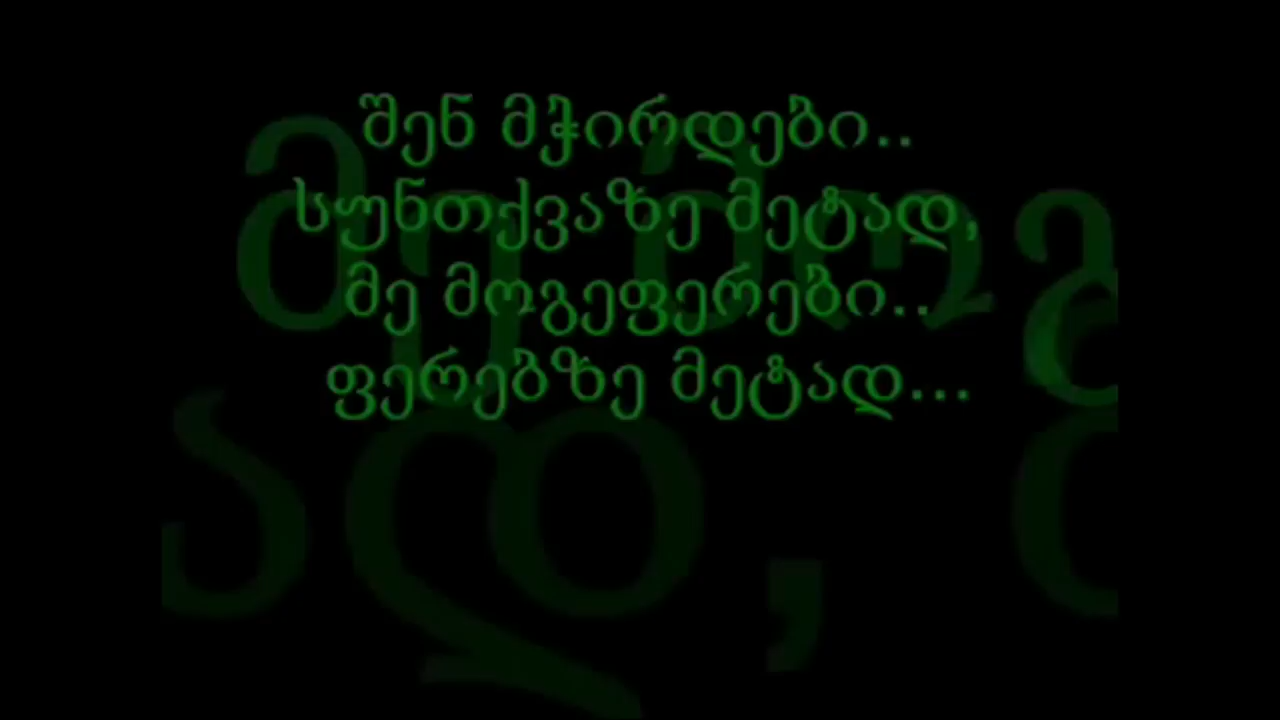 შენ მჭირდები..
სუნთქვაზე მეტად,
მე მოგეფერები..
ფერებზე მეტად...